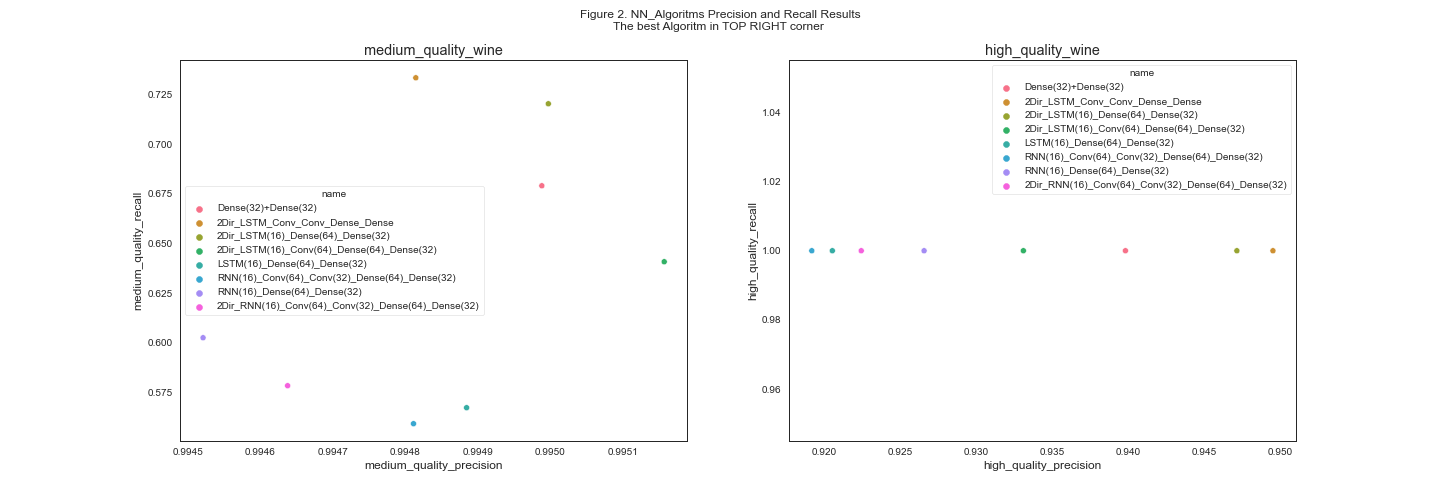 Figure 2. NN_Algoritms Precision and Recall Results
The best Algoritm in TOP RIGHT corner
medium_quality_wine
medium_quality_recall
0.725
0.700
0.675
0.650
0.625
0.600
0.575
name
Dense(32)+Dense(32)
2Dir_LSTM_Conv_Conv_Dense_Dense
2Dir_LSTM(16)_Dense(64)_Dense(32)
2Dir_LSTM(16)_Conv(64)_Dense(64)_Dense(32)
LSTM(16)_Dense(64)_Dense(32)
RNN(16)_Conv(64)_Conv(32)_Dense(64)_Dense(32)
RNN(16)_Dense(64)_Dense(32)
2Dir_RNN(16)_Conv(64)_Conv(32)_Dense(64)_Dense(32)
0.9945 0.9946 0.9947 0.9948 0.9949 0.9950 0.9951
medium_quality_precision
high_quality_wine
high_quality_recall
1.04
1.02
1.00
0.98
0.96
name
Dense(32)+Dense(32)
2Dir_LSTM_Conv_Conv_Dense_Dense
2Dir_LSTM(16)_Dense(64)_Dense(32)
2Dir_LSTM(16)_Conv(64)_Dense(64)_Dense(32)
LSTM(16)_Dense(64)_Dense(32)
RNN(16)_Conv(64)_Conv(32)_Dense(64)_Dense(32)
RNN(16)_Dense(64)_Dense(32)
2Dir_RNN(16)_Conv(64)_Conv(32)_Dense(64)_Dense(32)
0.920 0.925 0.930 0.935 0.940 0.945 0.950
high_quality_precision